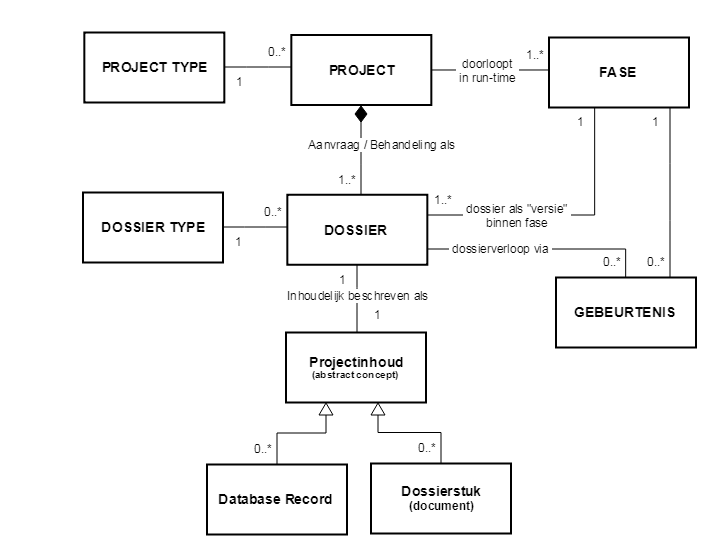 PROJECT TYPE
1
0..*
PROJECT
doorloopt
in run-time
1..*
FASE
Aanvraag / Behandeling als
1..*
1
1
DOSSIER TYPE
1
0..*
DOSSIER
1..*
dossier als "versie"
binnen fase
dossierverloop via
0..*
0..*
GEBEURTENIS
1
Inhoudelijk beschreven als
1
Projectinhoud
(abstract concept)
0..*
0..*
Database Record
Dossierstuk
(document)